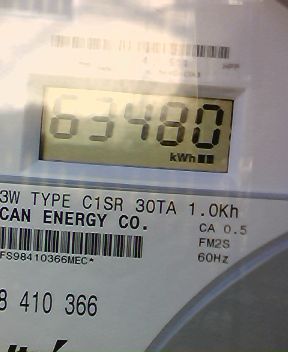 63480
kWh
3W TYPE C1SR 30TA 1.0Kh
CAN ENERGY CO.
CA 0.5
FM2S
60Hz
FS98410366MEC*
8 410 366